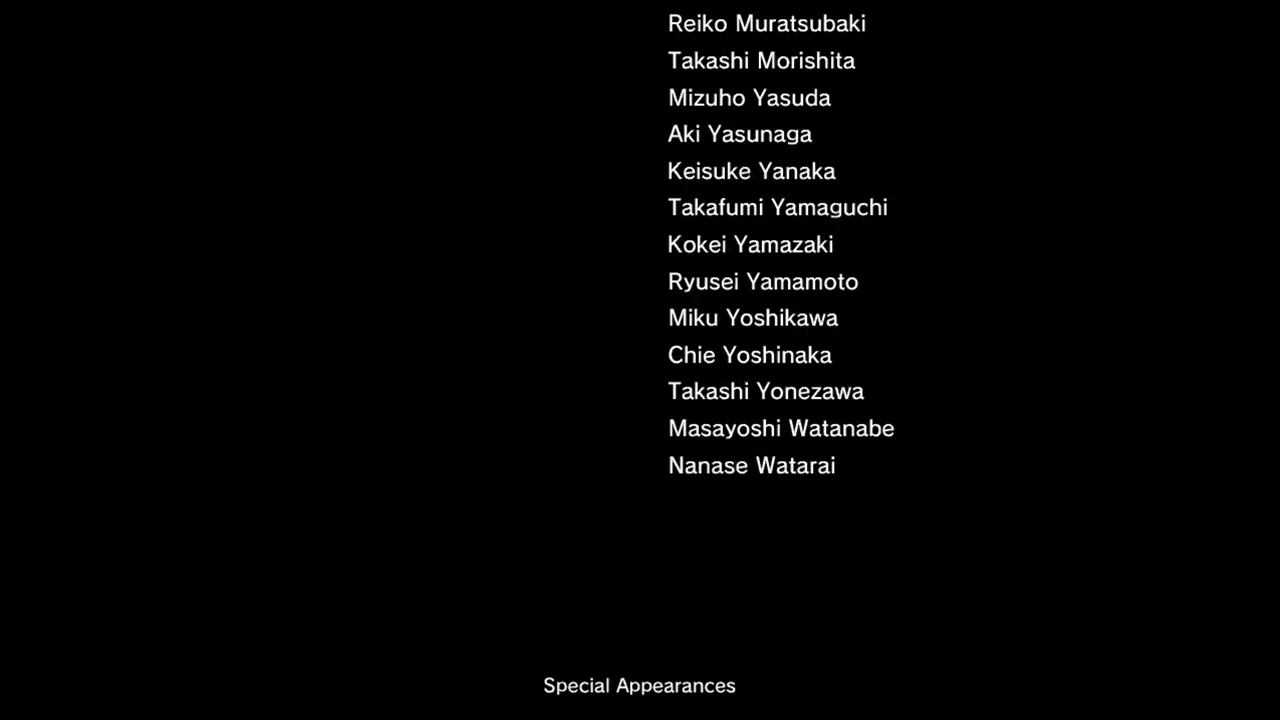 Reiko Muratsubaki
Takashi Morishita
Mizuho Yasuda
Aki Yasunaga
Keisuke Yanaka
Takafumi Yamaguchi
Kokei Yamazaki
Ryusei Yamamoto
Miku Yoshikawa
Chie Yoshinaka
Takashi Yonezawa
Masayoshi Watanabe
Nanase Watarai
Special Appearances